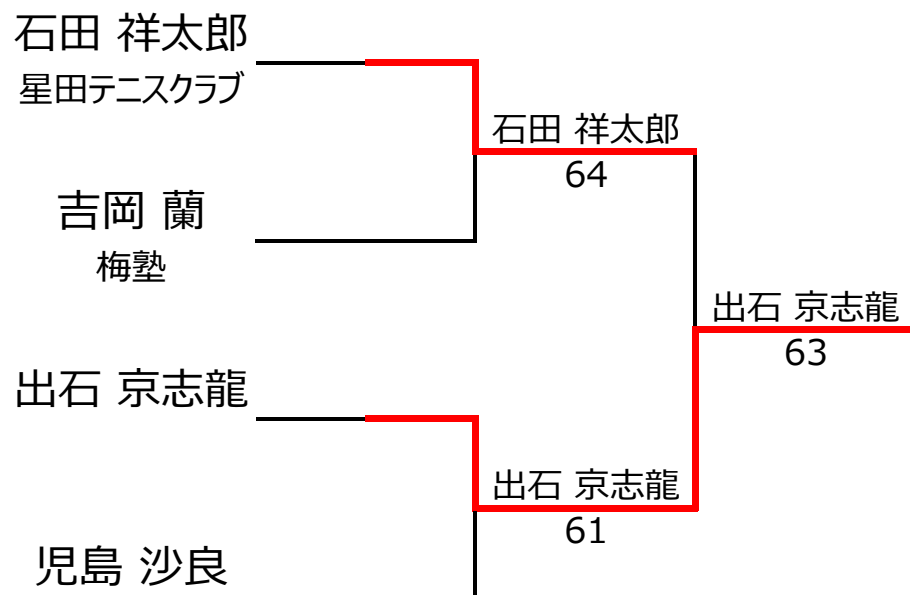 石田 祥太郎
星田テニスクラブ
石田 祥太郎
64
吉岡 蘭
梅塾
出石 京志龍
63
出石 京志龍
出石 京志龍
61
児島 沙良